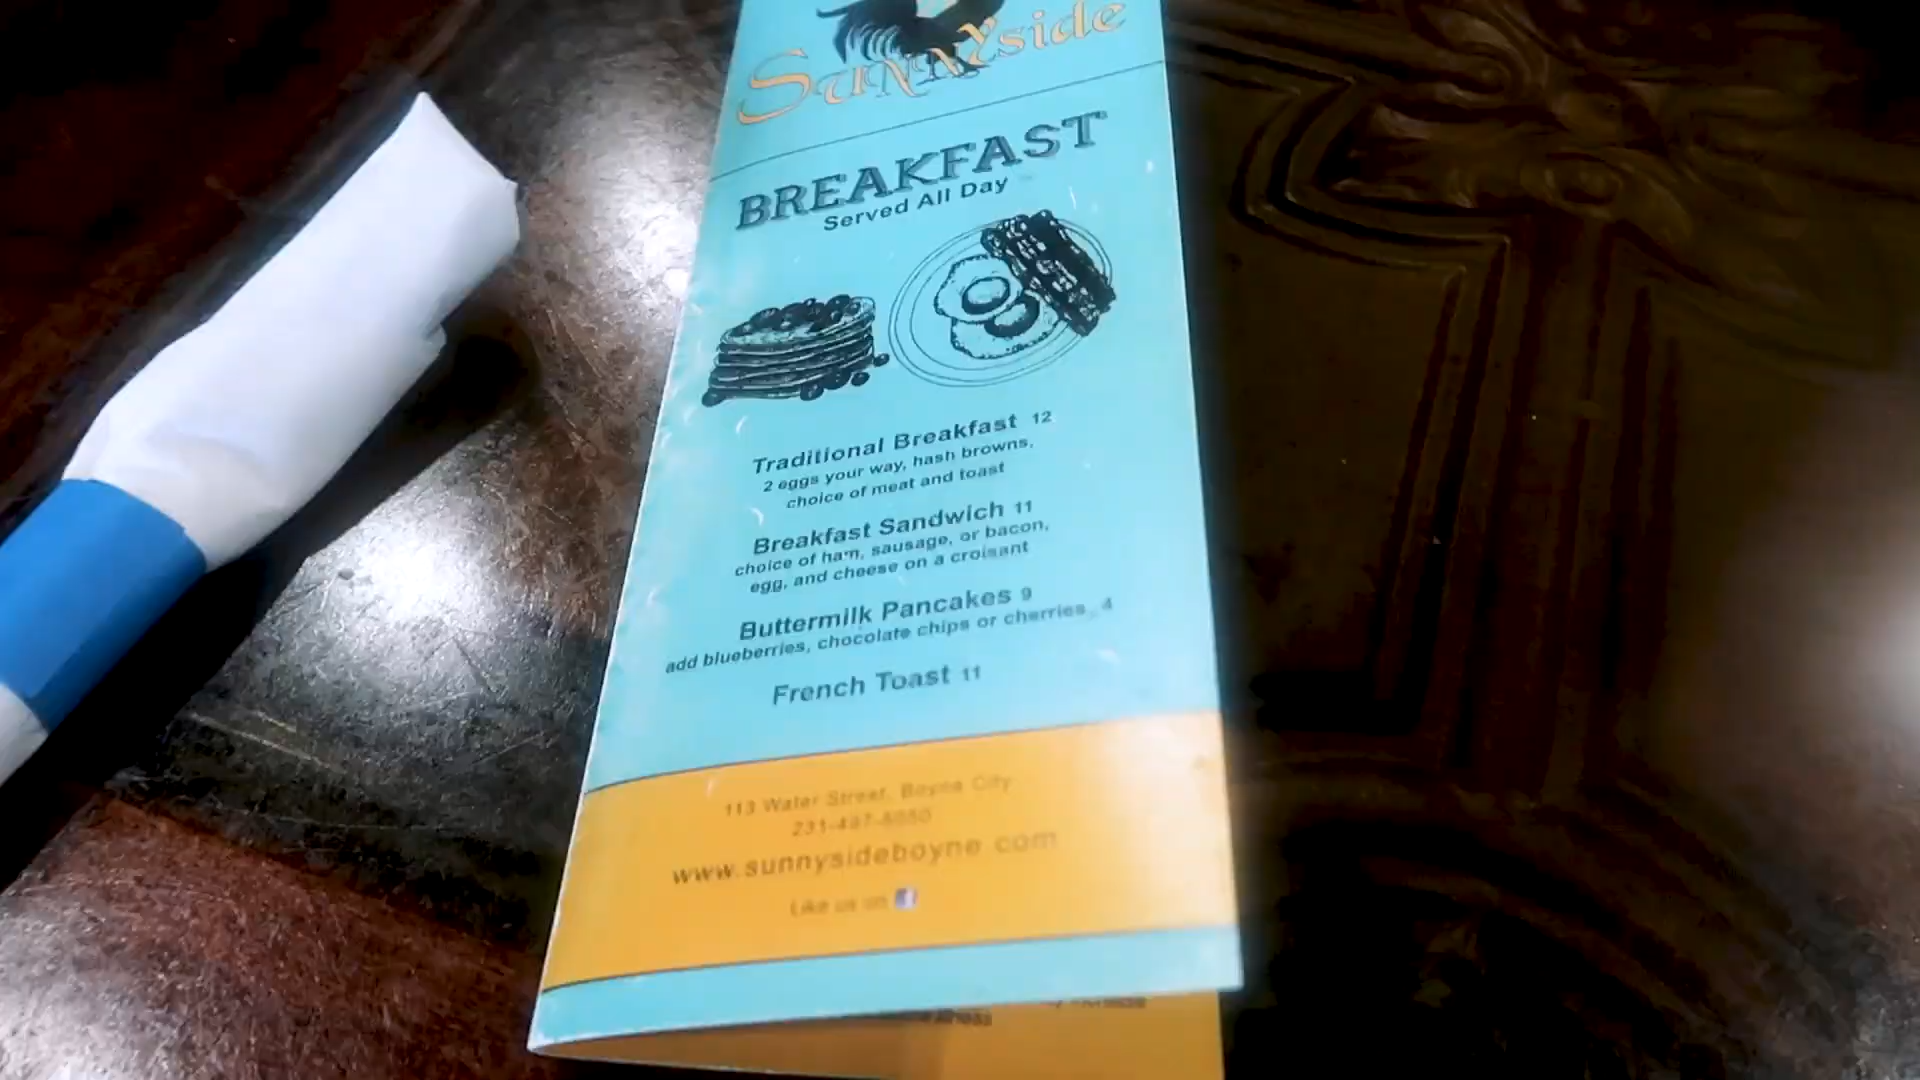 Sunnyside
BREAKFAST
Served All Day
Traditional Breakfast 12
2 eggs your way, hash browns,
choice of meat and toast
Breakfast Sandwich 11
choice of ham, sausage, or bacon,
egg, and cheese on a croisant
Buttermilk Pancakes 9
add blueberries, chocolate chips or cherries 4
French Toast 11
113 Water Street, Boyne City
www.sunnysideboyne.com
Like us on